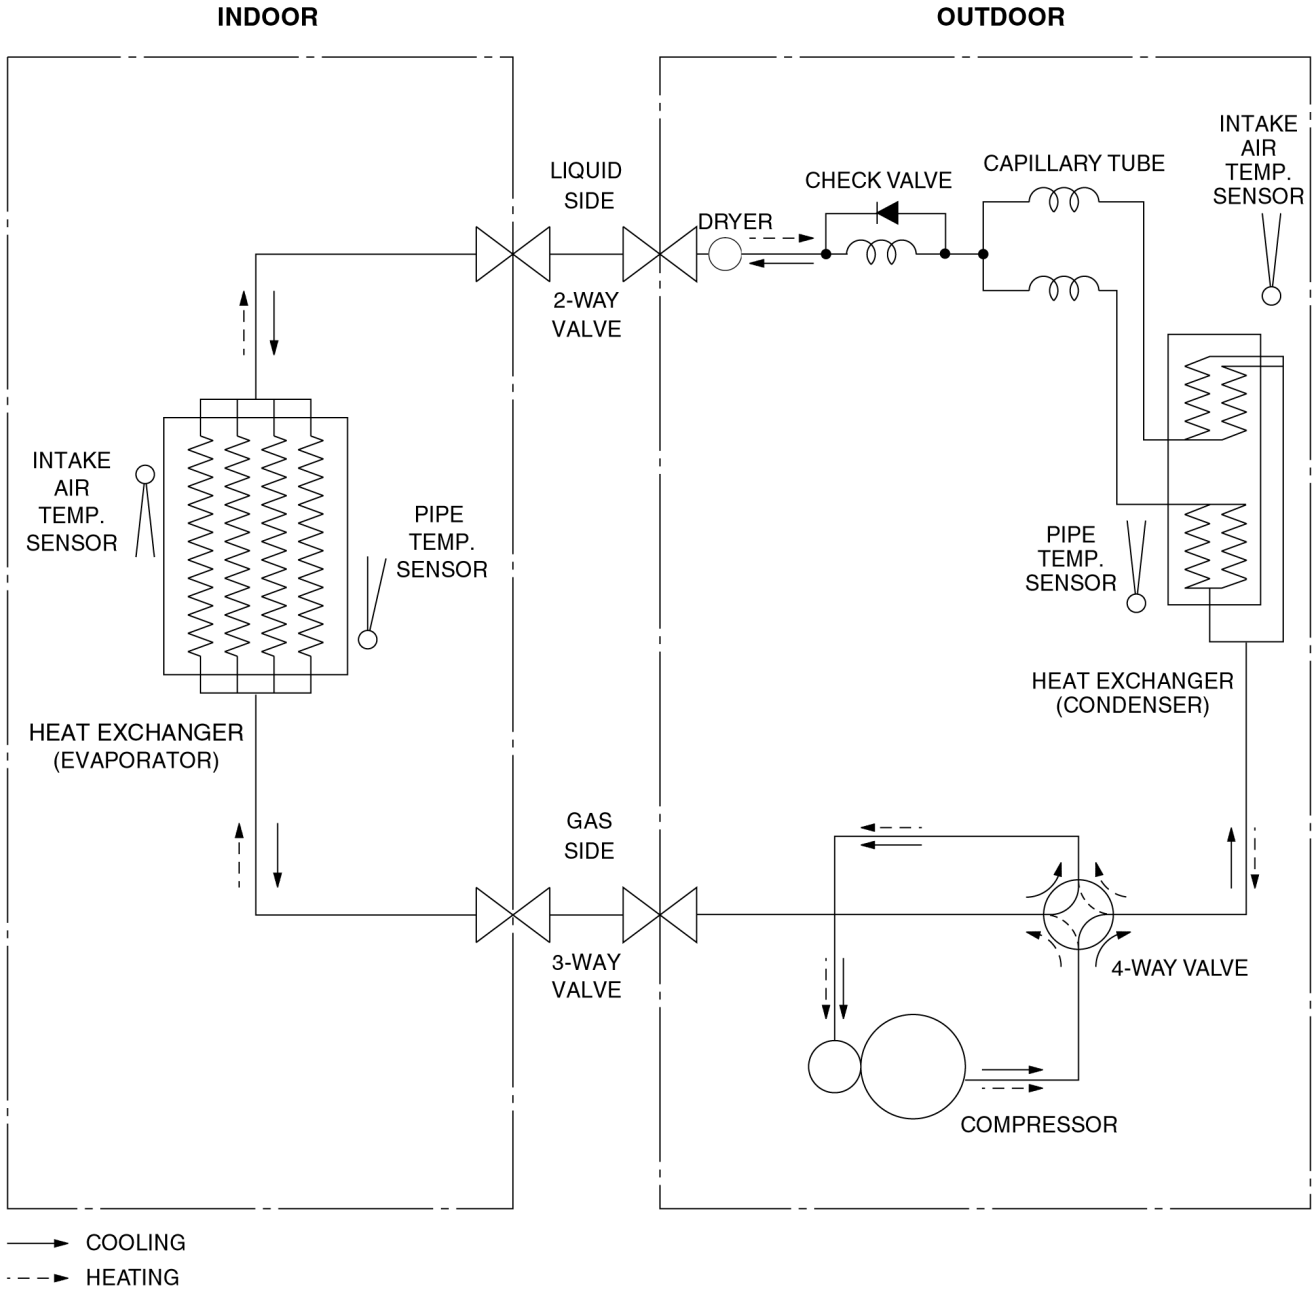 INDOOR
OUTDOOR
INTAKE
AIR
TEMP.
SENSOR
CAPILLARY TUBE
CHECK VALVE
LIQUID
SIDE
DRYER
2-WAY
VALVE
INTAKE
AIR
TEMP.
SENSOR
PIPE
TEMP.
SENSOR
PIPE
TEMP.
SENSOR
HEAT EXCHANGER
(CONDENSER)
HEAT EXCHANGER
(EVAPORATOR)
GAS
SIDE
3-WAY
VALVE
4-WAY VALVE
COMPRESSOR
COOLING
HEATING